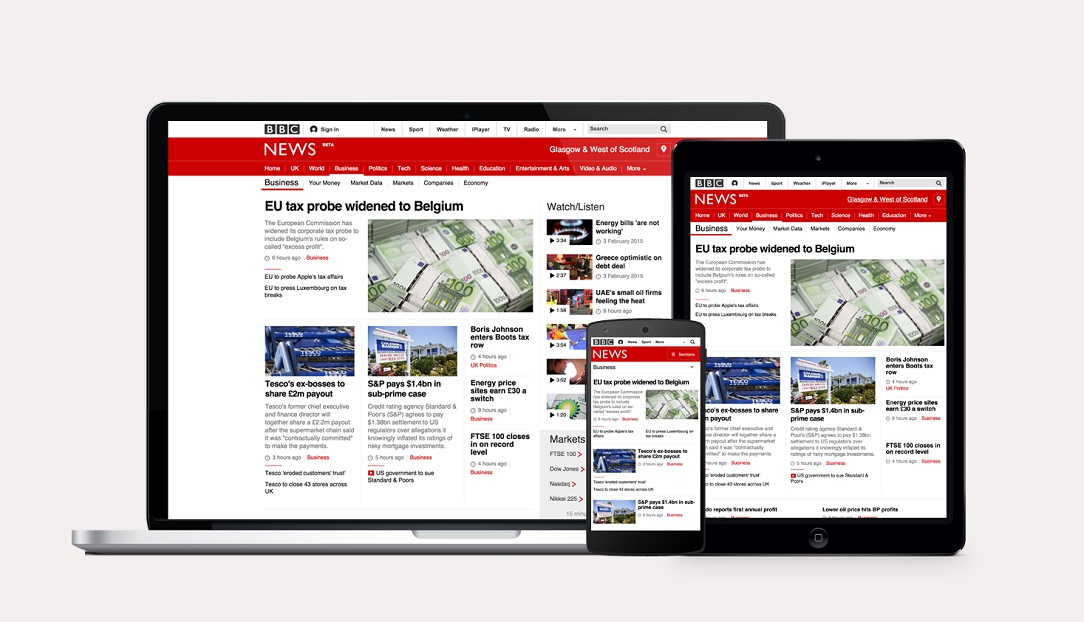 BBC Sign in News Sport Weather iPlayer TV Radio More Search
NEWS BETA
Glasgow & West of Scotland
Home UK World Business Politics Tech Science Health Education Entertainment & Arts Video & Audio More
Business Your Money Market Data Markets Companies Economy
EU tax probe widened to Belgium
The European Commission has
widened its corporate tax probe to
include Belgium's rules on so-
called "excess profit".
6 hours ago Business
EU to probe Apple's tax affairs
EU to press Luxembourg on tax
breaks
TESCO
Tesco's ex-bosses to
share £2m payout
Tesco's former chief executive
and finance director will
together share a £2.2m payout
after the supermarket chain said
it was "contractually committed"
to make the payments.
3 hours ago Business
Tesco 'eroded customers' trust'
Tesco to close 43 stores across
UK
S&P pays $1.4bn in
sub-prime case
Credit rating agency Standard &
Poor's (S&P) agrees to pay
$1.38bn settlement to US
regulators over allegations it
knowingly inflated its ratings of
risky mortgage investments.
5 hours ago Business
US government to sue
Standard & Poors
Boris Johnson
enters Boots tax
row
4 hours ago
UK Politics
Energy price
sites earn £30 a
switch
9 hours ago
Business
FTSE 100 closes
in on record
level
4 hours ago
Business
Watch/Listen
3:34
Energy bills 'are not
working'
3 February 2015
2:37
Greece optimistic on
debt deal
3 February 2015
1:58
UAE's small oil firms
feeling the heat
8 hours ago
3:54
3:02
1:20
Markets
FTSE 100
Dow Jones
Nasdaq
Nikkei 225
15 minu
BBC News Sport More
NEWS
Sections
Business
EU tax probe widened to Belgium
The European Commission
has widened its corporate
tax probe to include
Belgium's rules on so-called
"excess profit".
6 hours ago Business
EU to probe Apple's tax
affairs
EU to press Luxembourg on tax
breaks
Tesco's ex-bosses to
share £2m payout
3 hours ago Business
Tesco 'eroded customers' trust'
Tesco to close 43 stores across UK
S&P pays $1.4bn in sub-
prime case
5 hours ago Business
BBC News Sport Weather iPlayer More Search
NEWS BETA
Glasgow & West of Scotland
Home UK World Business Politics Tech Science Health Education More
Business Your Money Market Data Markets Companies Economy
EU tax probe widened to Belgium
The European Commission has
widened its corporate tax probe to
include Belgium's rules on so-called
"excess profit".
6 hours ago Business
EU to probe Apple's tax affairs
EU to press Luxembourg on tax breaks
sco's ex-bosses to share
payout
former chief executive
finance director will together
£2.2m payout after the
supermarket chain said it was
"contractually committed" to make
the payments.
hours ago Business
'eroded customers' trust'
to close 43 stores across UK
S&P pays $1.4bn in sub-
prime case
Credit rating agency Standard &
Poor's (S&P) agrees to pay $1.38bn
settlement to US regulators over
allegations it knowingly inflated its
ratings of risky mortgage investments.
5 hours ago Business
US government to sue Standard &
Poors
Boris Johnson
enters Boots tax
row
4 hours ago
UK Politics
Energy price sites
earn £30 a switch
9 hours ago Business
FTSE 100 closes in
on record level
4 hours ago Business
do reports first annual profit
Lower oil price hits BP profits